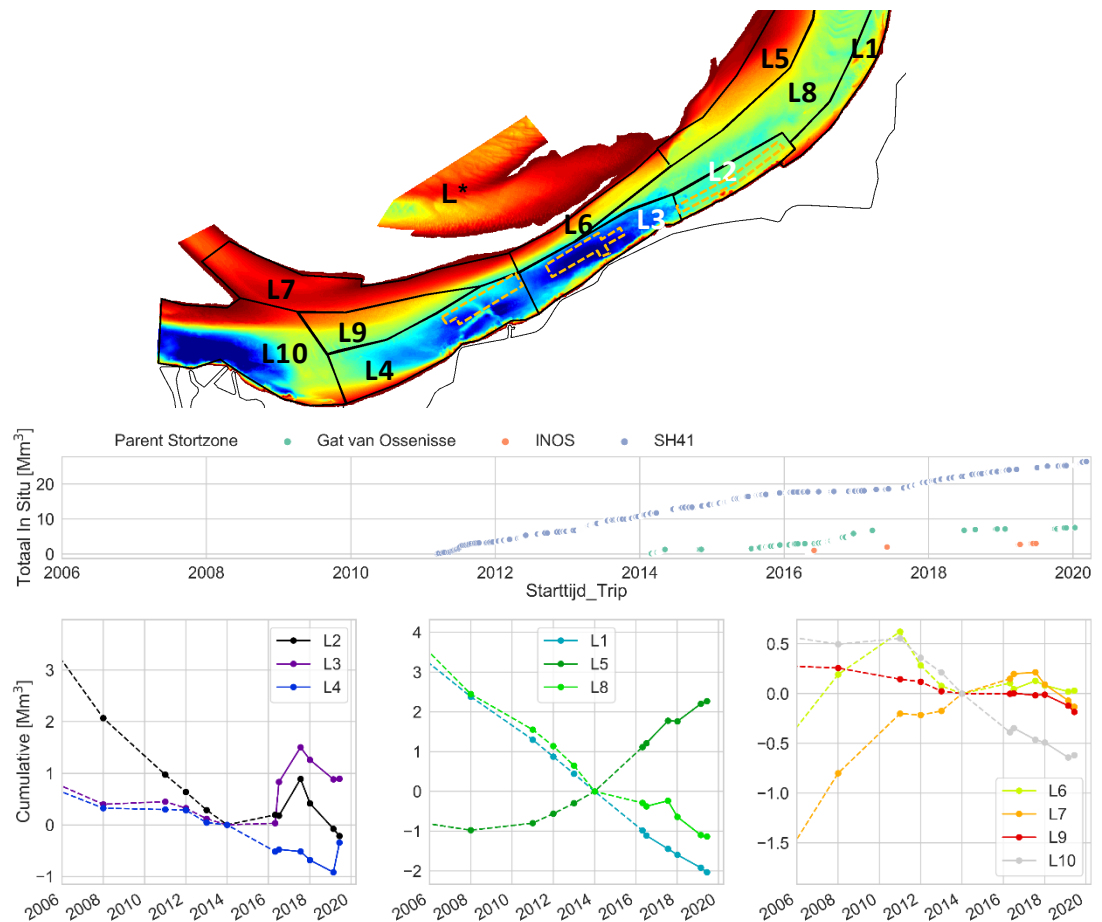 L5
L1
L8
L2
L*
L6
L3
L7
L9
L10
L4
Parent Stortzone Gat van Ossenisse INOS SH41
Totaal In Situ [Mm³]
20
10
0
2006 2008 2010 2012 2014 2016 2018 2020
Starttijd_Trip
Cumulative [Mm³]
3
2
1
0
−1
L2
L3
L4
2006 2008 2010 2012 2014 2016 2018 2020
4
3
2
1
0
−1
−2
L1
L5
L8
2006 2008 2010 2012 2014 2016 2018 2020
0.5
0.0
−0.5
−1.0
−1.5
L6
L7
L9
L10
2006 2008 2010 2012 2014 2016 2018 2020